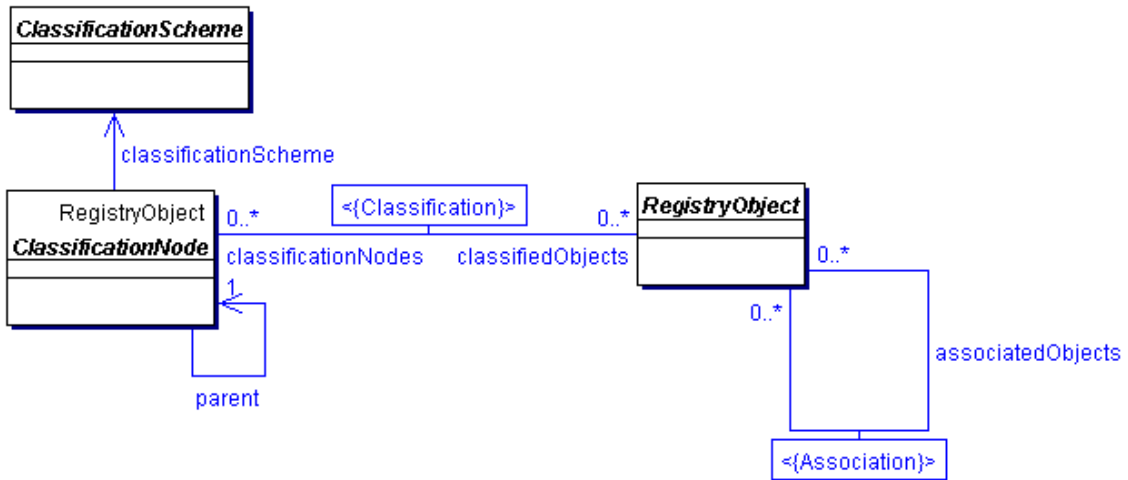 ClassificationScheme
classificationScheme
RegistryObject
ClassificationNode
0..*
<{Classification}>
0..*
classificationNodes
classifiedObjects
RegistryObject
1
parent
0..*
0..*
associatedObjects
<{Association}>